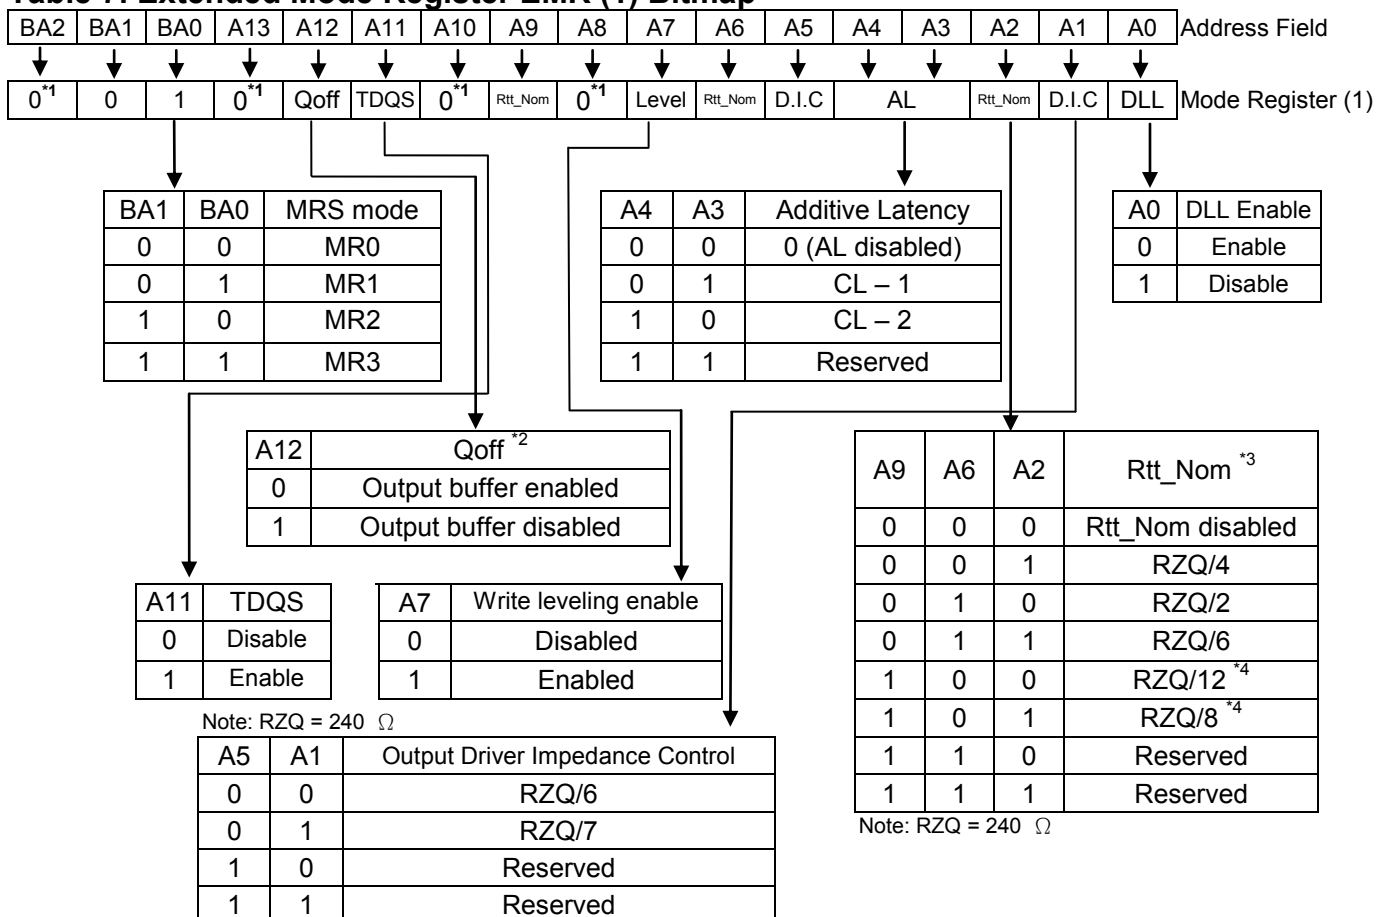 Table 7. Extended Mode Register EMR (1) Bitmap
BA2 BA1 BA0 A13 A12 A11 A10 A9 A8 A7 A6 A5 A4 A3 A2 A1 A0 Address Field
0*1 0 1 0*1 Qoff TDQS 0*1 Rtt_Nom 0*1 Level Rtt_Nom D.I.C AL Rtt_Nom D.I.C DLL Mode Register (1)
BA1 BA0 MRS mode
0 0 MR0
0 1 MR1
1 0 MR2
1 1 MR3
A4 A3 Additive Latency
0 0 0 (AL disabled)
0 1 CL – 1
1 0 CL – 2
1 1 Reserved
A0 DLL Enable
0 Enable
1 Disable
A12 Qoff *2
0 Output buffer enabled
1 Output buffer disabled
A9 A6 A2 Rtt_Nom *3
0 0 0 Rtt_Nom disabled
0 0 1 RZQ/4
0 1 0 RZQ/2
0 1 1 RZQ/6
1 0 0 RZQ/12 *4
1 0 1 RZQ/8 *4
1 1 0 Reserved
1 1 1 Reserved
Note: RZQ = 240 Ω
A11 TDQS
0 Disable
1 Enable
A7 Write leveling enable
0 Disabled
1 Enabled
Note: RZQ = 240 Ω
A5 A1 Output Driver Impedance Control
0 0 RZQ/6
0 1 RZQ/7
1 0 Reserved
1 1 Reserved